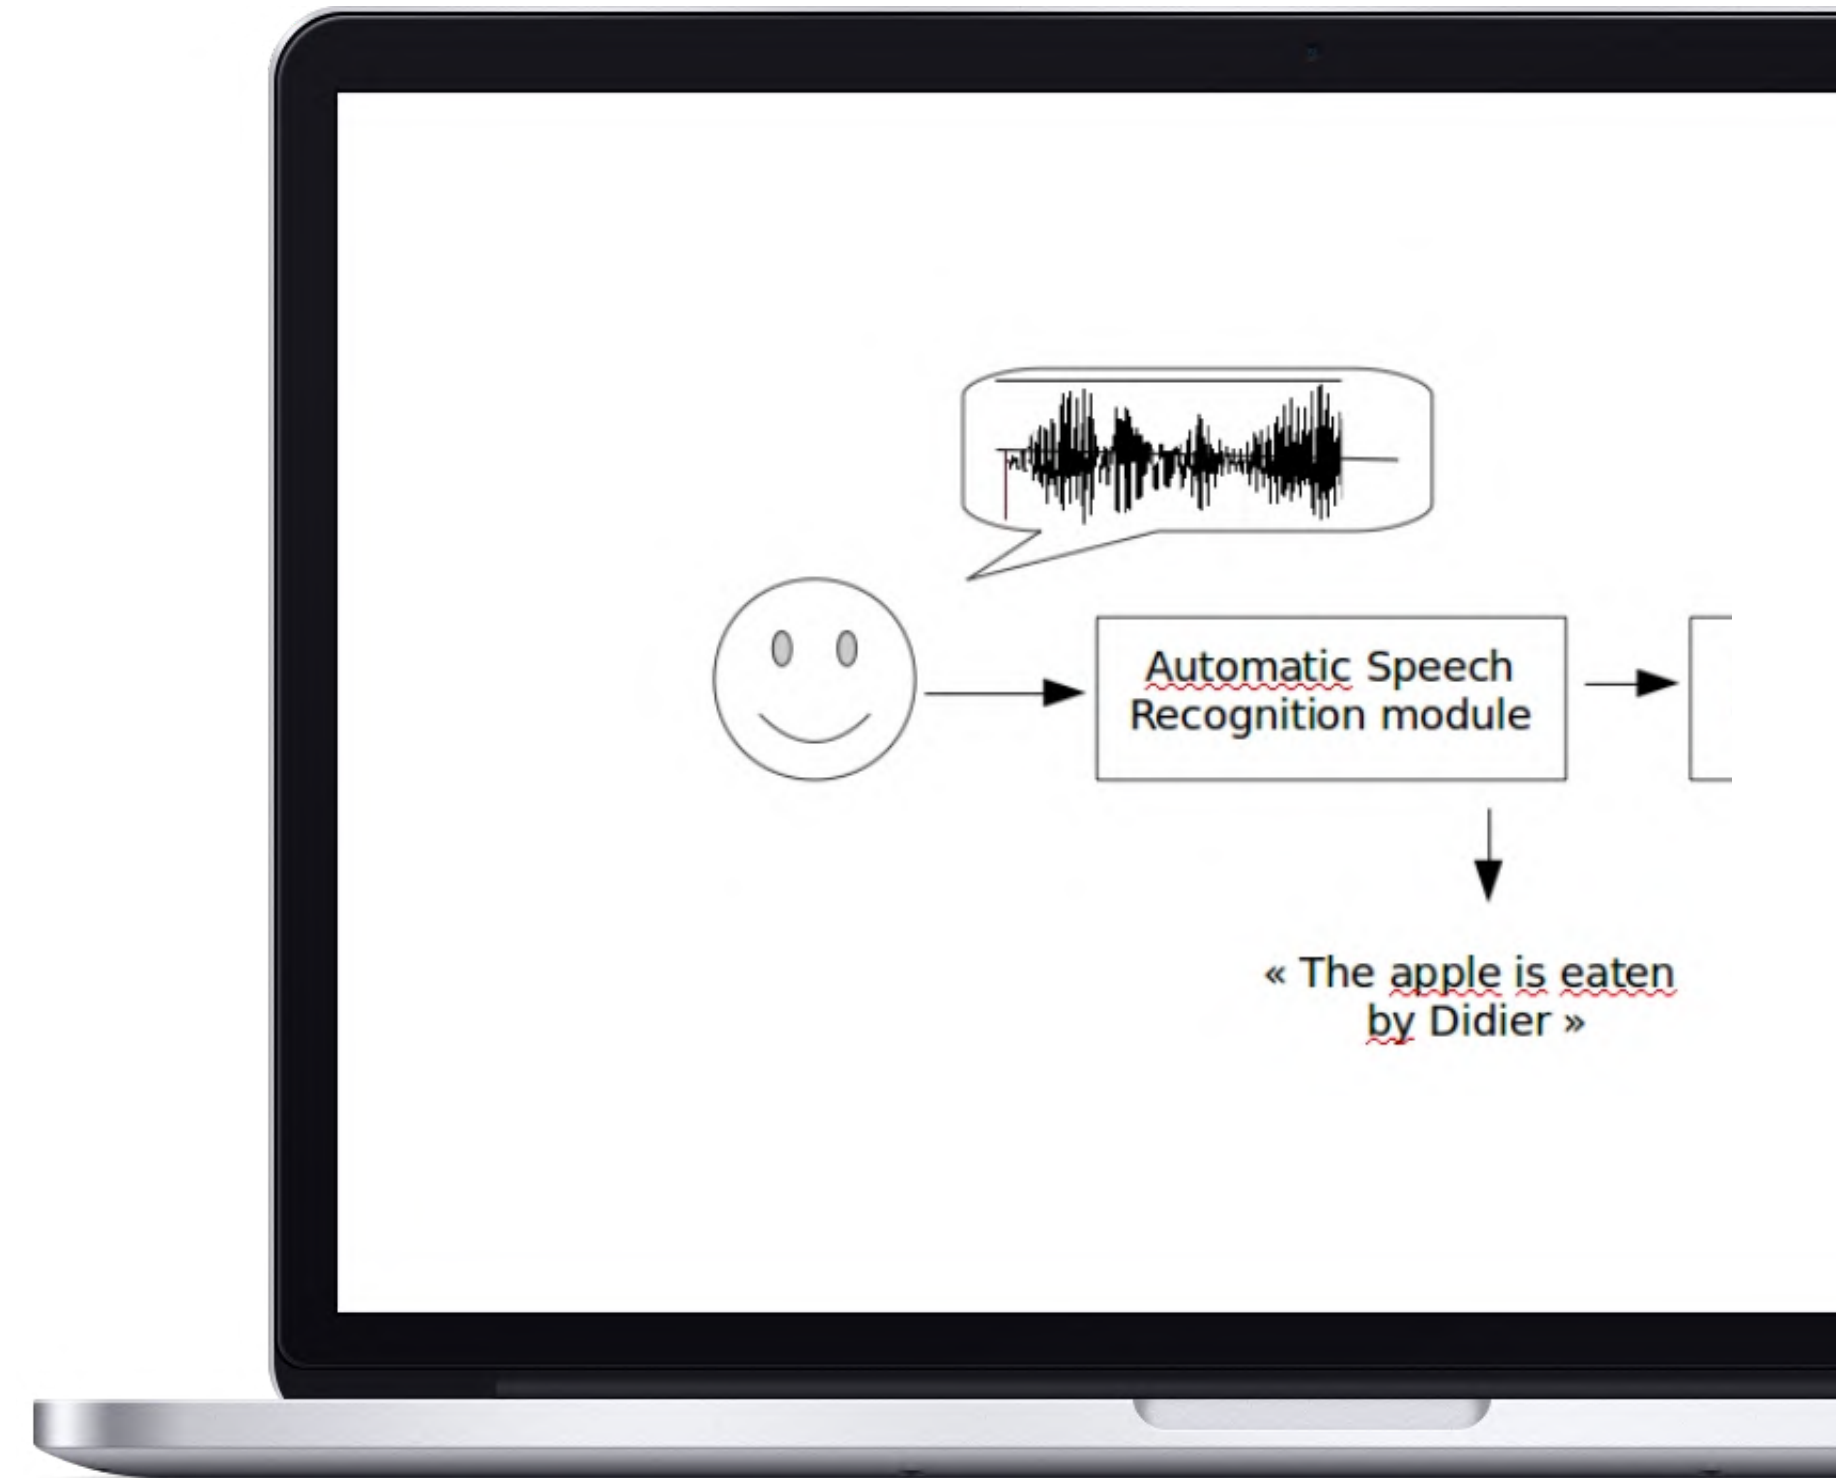 Automatic Speech
Recognition module
« The apple is eaten
by Didier »